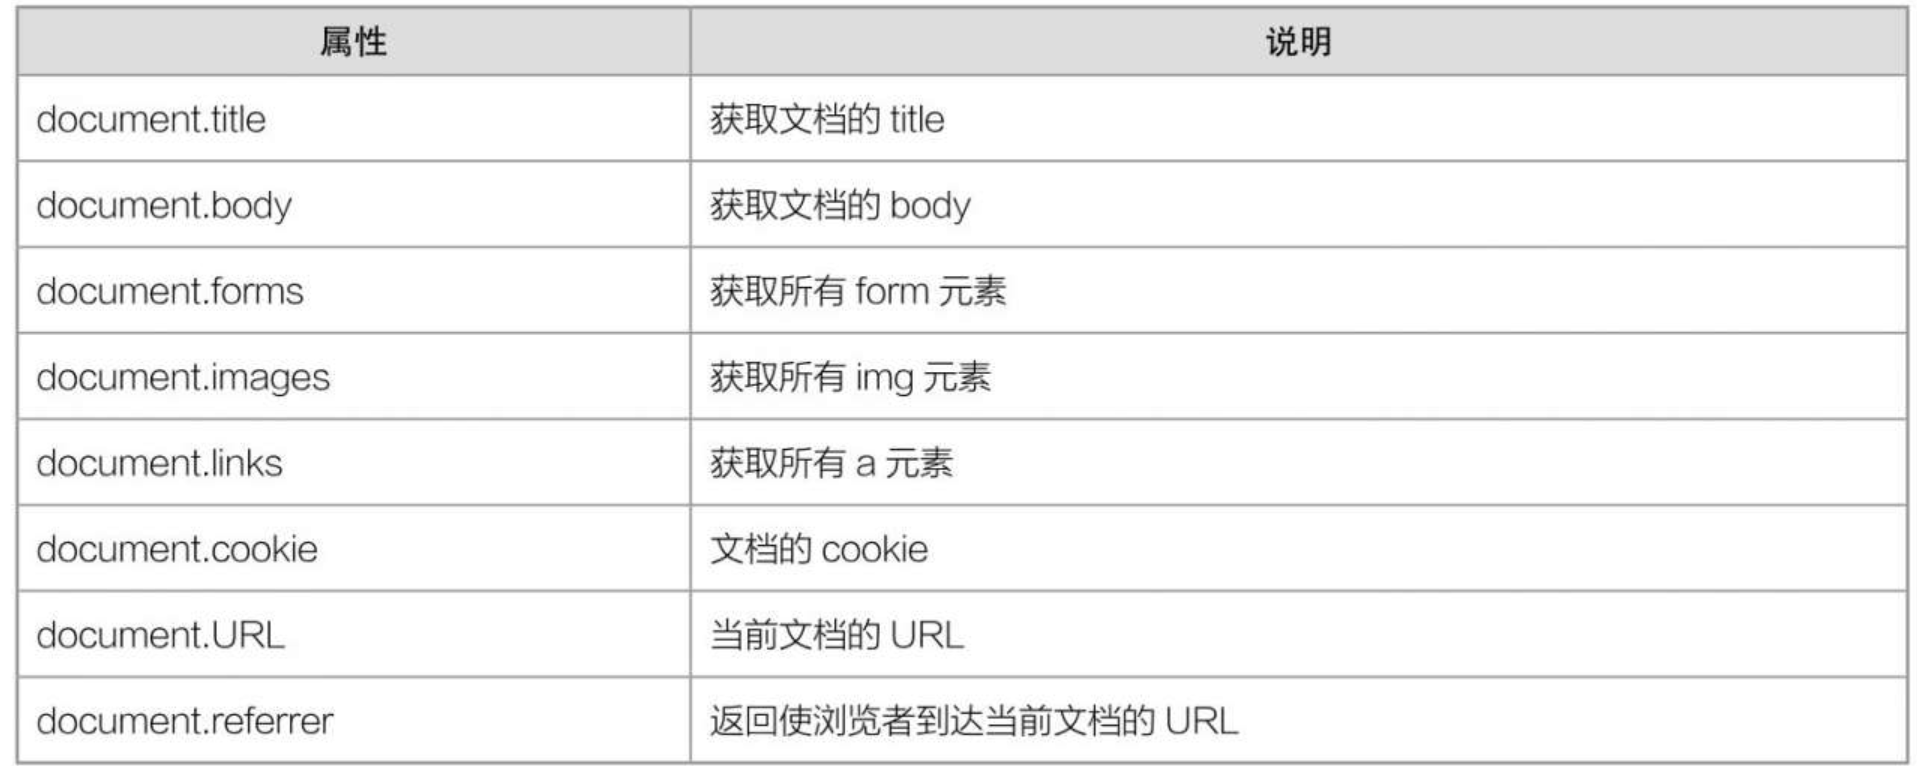 属性 说明
document.title 获取文档的 title
document.body 获取文档的 body
document.forms 获取所有 form 元素
document.images 获取所有 img 元素
document.links 获取所有 a 元素
document.cookie 文档的 cookie
document.URL 当前文档的 URL
document.referrer 返回使浏览者到达当前文档的 URL